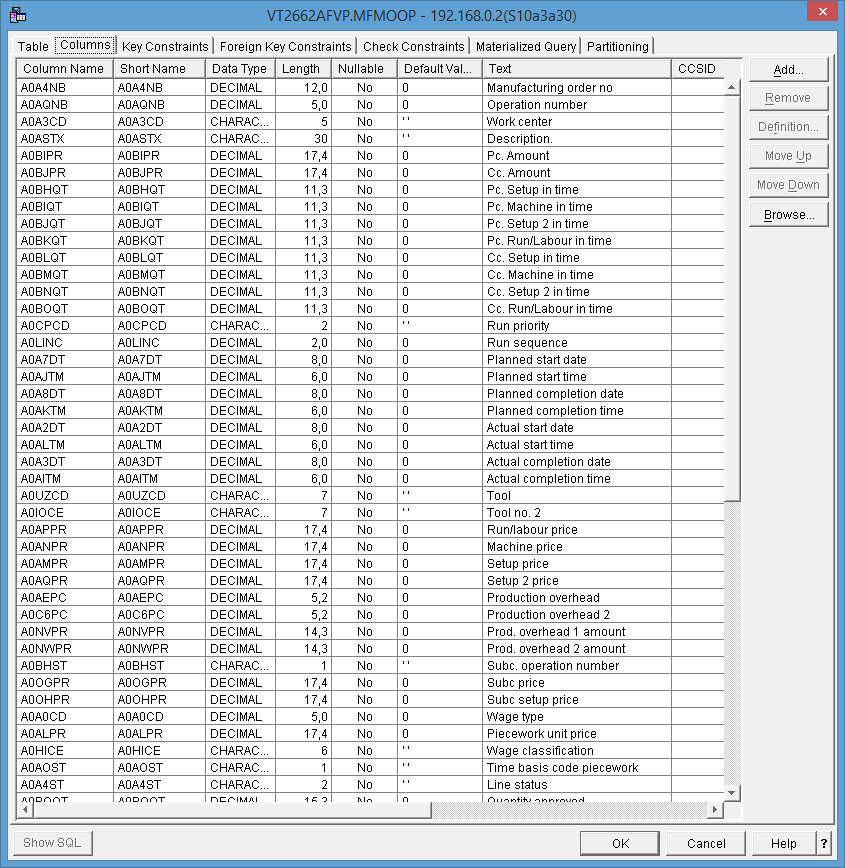 VT2662AFVP.MFMOOP - 192.168.0.2(S10a3a30)
Table Columns Key Constraints Foreign Key Constraints Check Constraints Materialized Query Partitioning
Column Name Short Name Data Type Length Nullable Default Val... Text CCSID
A0A4NB A0A4NB DECIMAL 12,0 No 0 Manufacturing order no
A0AQNB A0AQNB DECIMAL 5,0 No 0 Operation number
A0A3CD A0A3CD CHARAC... 5 No ' ' Work center
A0ASTX A0ASTX CHARAC... 30 No ' ' Description.
A0BIPR A0BIPR DECIMAL 17,4 No 0 Pc. Amount
A0BJPR A0BJPR DECIMAL 17,4 No 0 Cc. Amount
A0BHQT A0BHQT DECIMAL 11,3 No 0 Pc. Setup in time
A0BIQT A0BIQT DECIMAL 11,3 No 0 Pc. Machine in time
A0BJQT A0BJQT DECIMAL 11,3 No 0 Pc. Setup 2 in time
A0BKQT A0BKQT DECIMAL 11,3 No 0 Pc. Run/Labour in time
A0BLQT A0BLQT DECIMAL 11,3 No 0 Cc. Setup in time
A0BMQT A0BMQT DECIMAL 11,3 No 0 Cc. Machine in time
A0BNQT A0BNQT DECIMAL 11,3 No 0 Cc. Setup 2 in time
A0BOQT A0BOQT DECIMAL 11,3 No 0 Cc. Run/Labour in time
A0CPCD A0CPCD CHARAC... 2 No ' ' Run priority
A0LINC A0LINC DECIMAL 2,0 No 0 Run sequence
A0A7DT A0A7DT DECIMAL 8,0 No 0 Planned start date
A0AJTM A0AJTM DECIMAL 6,0 No 0 Planned start time
A0A8DT A0A8DT DECIMAL 8,0 No 0 Planned completion date
A0AKTM A0AKTM DECIMAL 6,0 No 0 Planned completion time
A0A2DT A0A2DT DECIMAL 8,0 No 0 Actual start date
A0ALTM A0ALTM DECIMAL 6,0 No 0 Actual start time
A0A3DT A0A3DT DECIMAL 8,0 No 0 Actual completion date
A0AITM A0AITM DECIMAL 6,0 No 0 Actual completion time
A0UZCD A0UZCD CHARAC... 7 No ' ' Tool
A0IOCE A0IOCE CHARAC... 7 No ' ' Tool no. 2
A0APPR A0APPR DECIMAL 17,4 No 0 Run/labour price
A0ANPR A0ANPR DECIMAL 17,4 No 0 Machine price
A0AMPR A0AMPR DECIMAL 17,4 No 0 Setup price
A0AQPR A0AQPR DECIMAL 17,4 No 0 Setup 2 price
A0AEPC A0AEPC DECIMAL 5,2 No 0 Production overhead
A0C6PC A0C6PC DECIMAL 5,2 No 0 Production overhead 2
A0NVPR A0NVPR DECIMAL 14,3 No 0 Prod. overhead 1 amount
A0NWPR A0NWPR DECIMAL 14,3 No 0 Prod. overhead 2 amount
A0BHST A0BHST CHARAC... 1 No ' ' Subc. operation number
A0OGPR A0OGPR DECIMAL 17,4 No 0 Subc price
A0OHPR A0OHPR DECIMAL 17,4 No 0 Subc setup price
A0A0CD A0A0CD DECIMAL 5,0 No 0 Wage type
A0ALPR A0ALPR DECIMAL 17,4 No 0 Piecework unit price
A0HICE A0HICE CHARAC... 6 No ' ' Wage classification
A0AOST A0AOST CHARAC... 1 No ' ' Time basis code piecework
A0A4ST A0A4ST CHARAC... 2 No ' ' Line status
DECIMAL No 0 Quantity approved
Add...
Remove
Definition...
Move Up
Move Down
Browse...
Show SQL OK Cancel Help ?